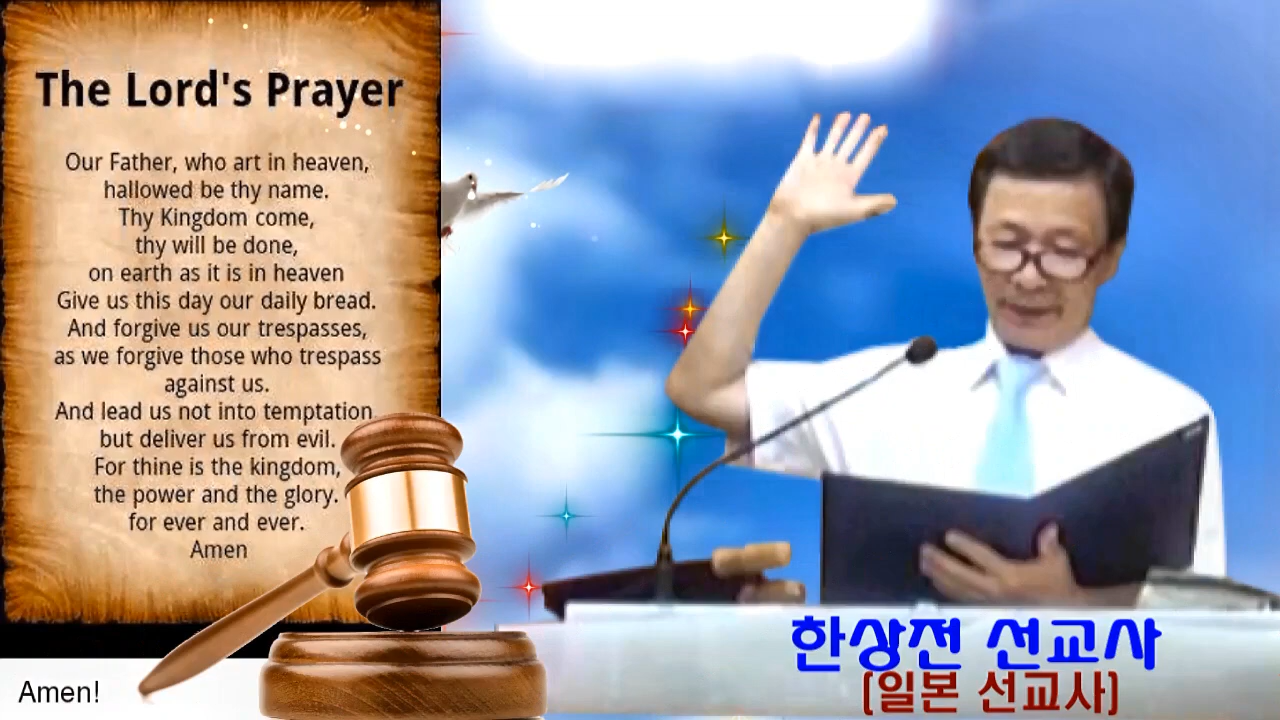 The Lord's Prayer
Our Father, who art in heaven,
hallowed be thy name.
Thy Kingdom come,
thy will be done,
on earth as it is in heaven
Give us this day our daily bread.
And forgive us our trespasses,
as we forgive those who trespass
against us.
And lead us not into temptation
but deliver us from evil.
For thine is the kingdom,
the power and the glory.
for ever and ever.
Amen
Amen!
한상전 선교사
[일본 선교사]